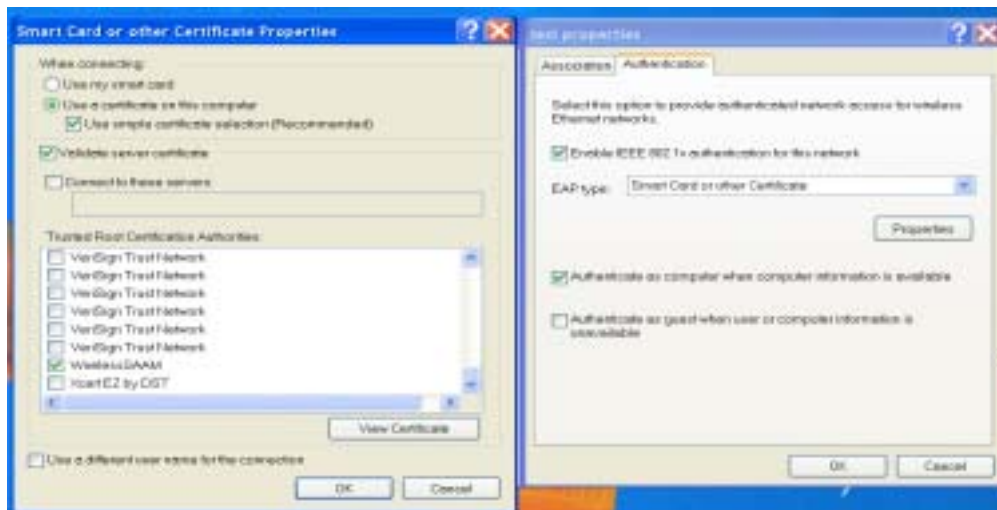 Smart Card or other Certificate Properties
When connecting:
Use my smart card
Use a certificate on this computer
Use simple certificate selection (Recommended)
Validate server certificate
Connect to these servers:
Trusted Root Certification Authorities:
VeriSign Trust Network
VeriSign Trust Network
VeriSign Trust Network
VeriSign Trust Network
VeriSign Trust Network
VeriSign Trust Network
Xcert EZ by DST
View Certificate
Use a different user name for the connection
OK
Cancel
test properties
Association
Authentication
Select this option to provide authenticated network access for wireless
Ethernet networks.
Enable IEEE 802.1x authentication for this network
EAP type:
Smart Card or other Certificate
Properties
Authenticate as computer when computer information is available
Authenticate as guest when user or computer information is
unavailable
OK
Cancel